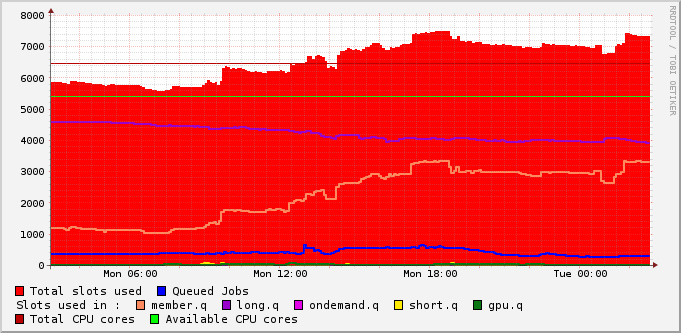 8000
7000
6000
5000
4000
3000
2000
1000
0
Mon 06:00 Mon 12:00 Mon 18:00 Tue 00:00
RRDTOOL / TOBI OETIKER
Total slots used Queued Jobs
Slots used in : member.q long.q ondemand.q short.q gpu.q
Total CPU cores Available CPU cores